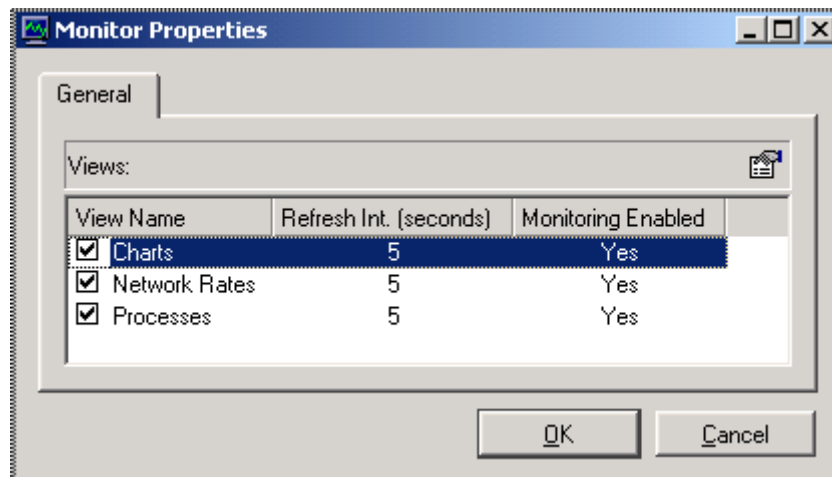 Monitor Properties
General
Views:
View Name Refresh Int. (seconds) Monitoring Enabled
Charts 5 Yes
Network Rates 5 Yes
Processes 5 Yes
OK Cancel